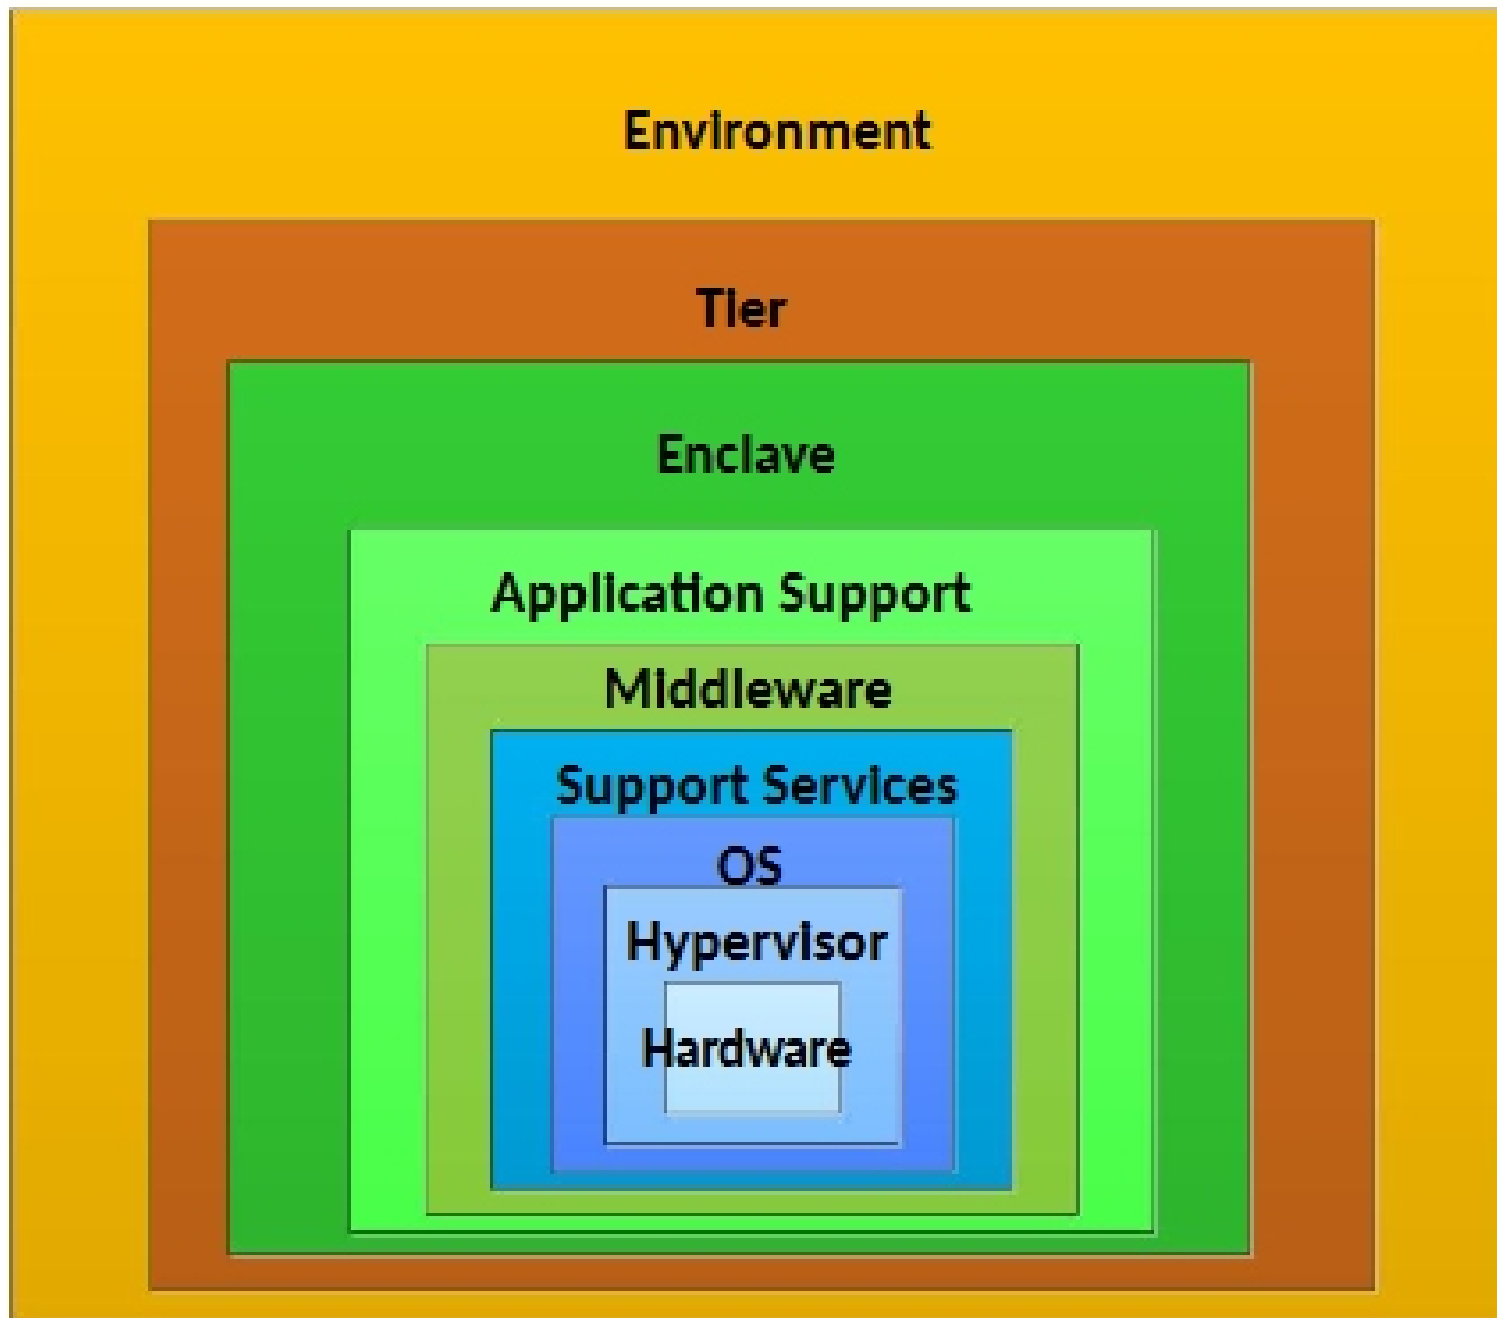 Environment
Tier
Enclave
Application Support
Middleware
Support Services
OS
Hypervisor
Hardware